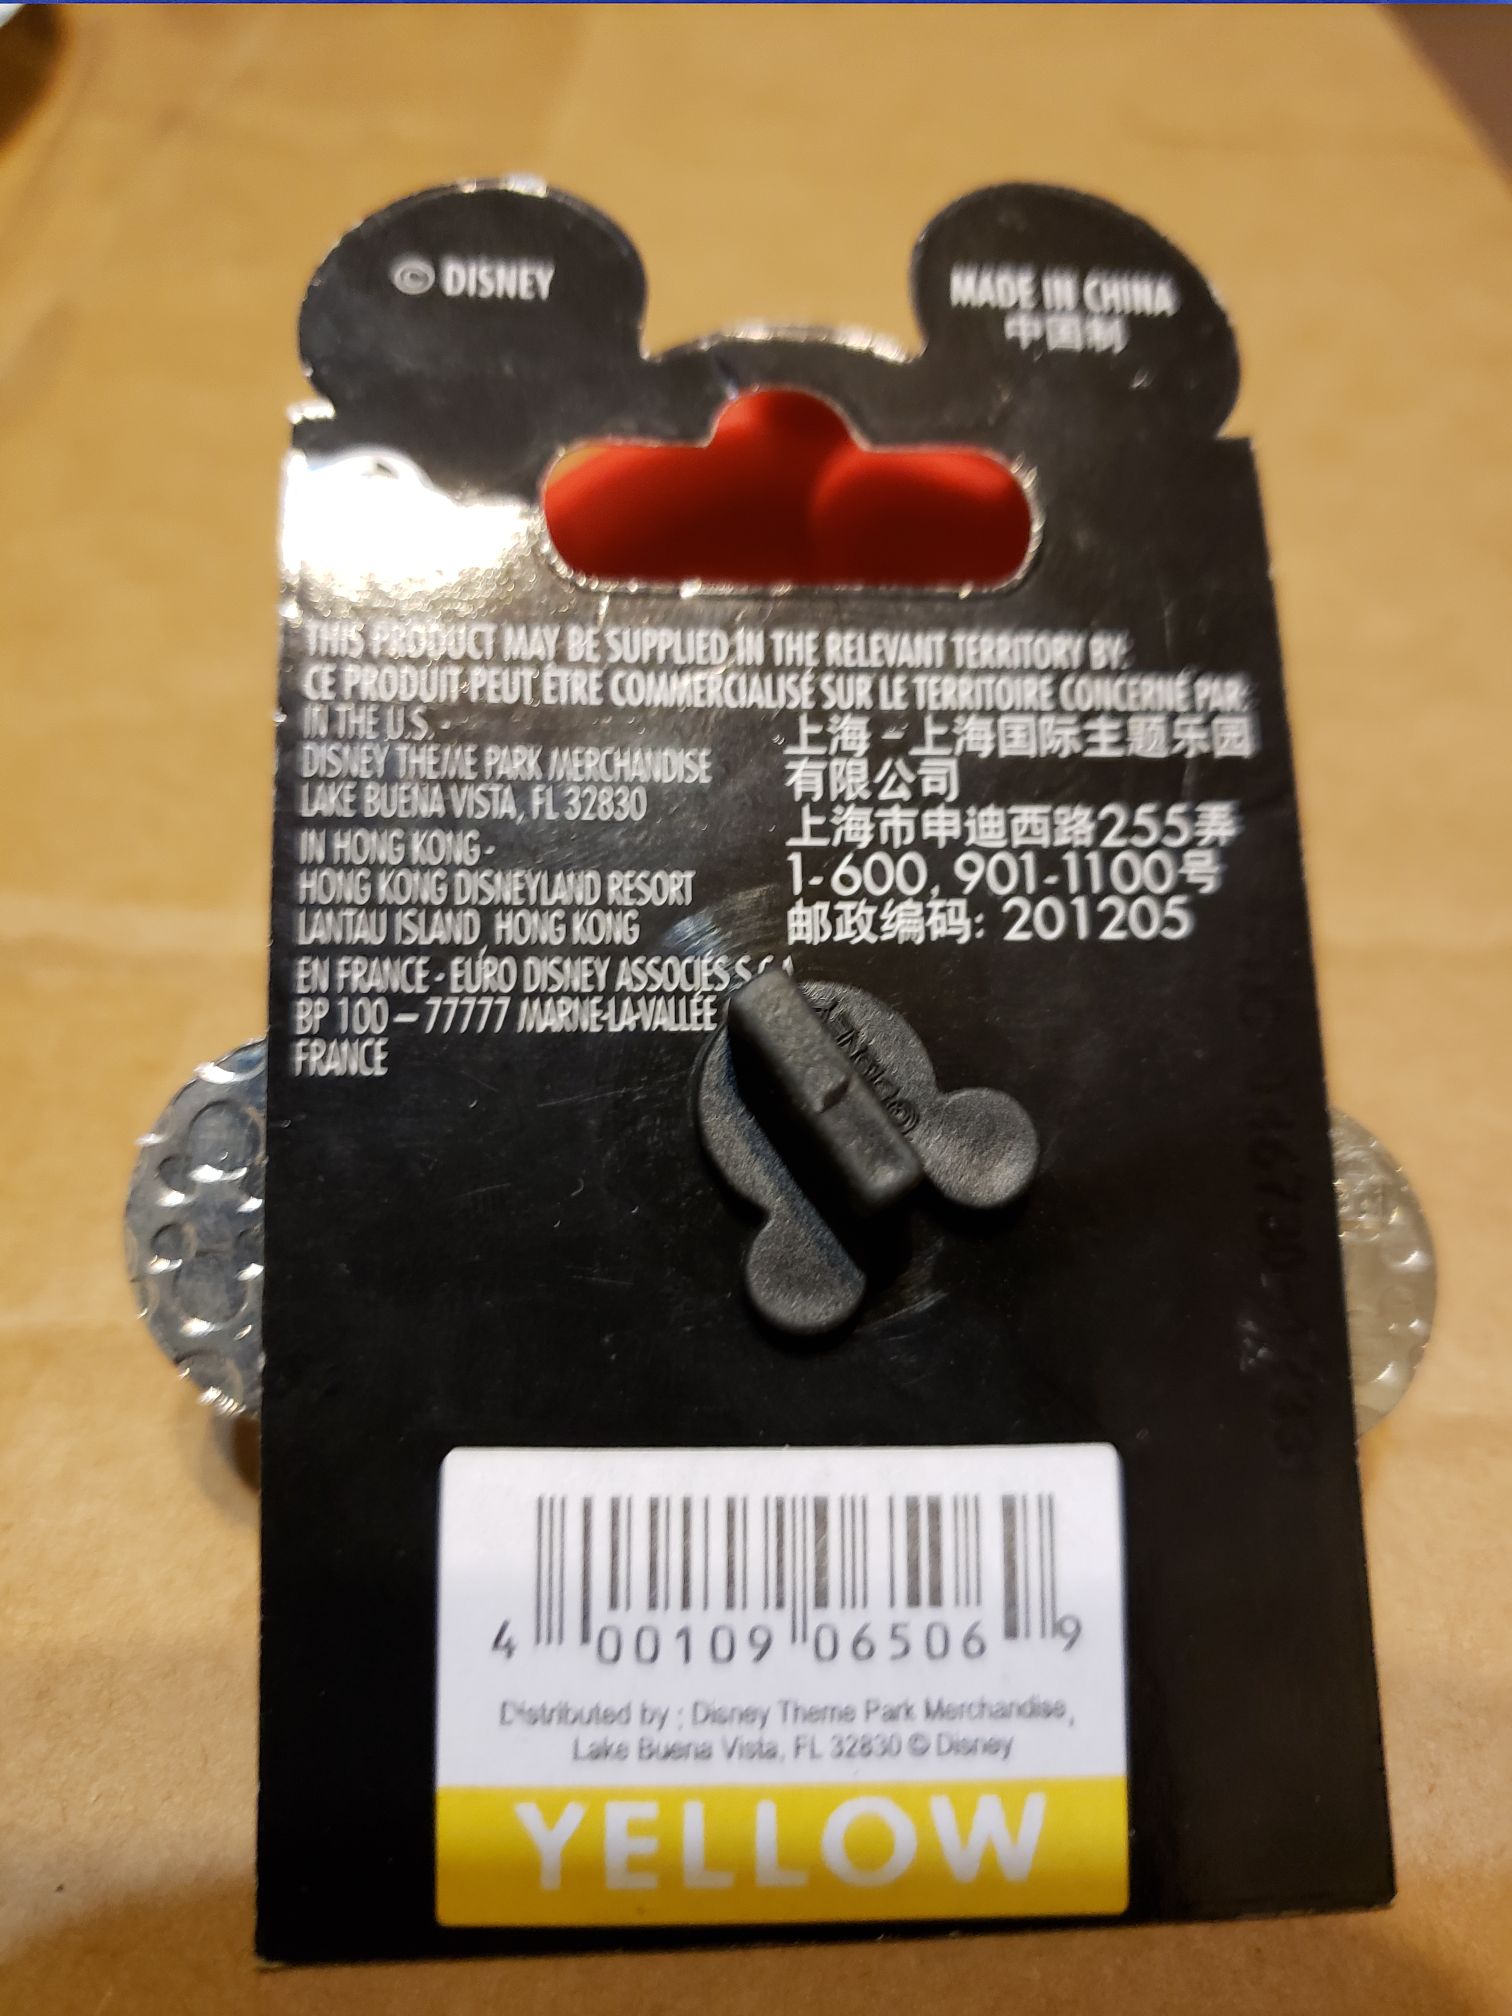 © DISNEY
MADE IN CHINA
中国制
THIS PRODUCT MAY BE SUPPLIED IN THE RELEVANT TERRITORY BY:
CE PRODUIT PEUT ÊTRE COMMERCIALISÉ SUR LE TERRITOIRE CONCERNÉ PAR:
IN THE U.S. -
DISNEY THEME PARK MERCHANDISE
LAKE BUENA VISTA, FL 32830
IN HONG KONG -
HONG KONG DISNEYLAND RESORT
LANTAU ISLAND, HONG KONG
EN FRANCE - EURO DISNEY ASSOCIÉS S.C.A.
BP 100 – 77777 MARNE-LA-VALLÉE
FRANCE
上海 - 上海国际主题乐园
有限公司
上海市申迪西路255弄
1-600, 901-1100号
邮政编码: 201205
©DISNEY
4 00109 06506 9
Distributed by : Disney Theme Park Merchandise,
Lake Buena Vista, FL 32830 © Disney
YELLOW